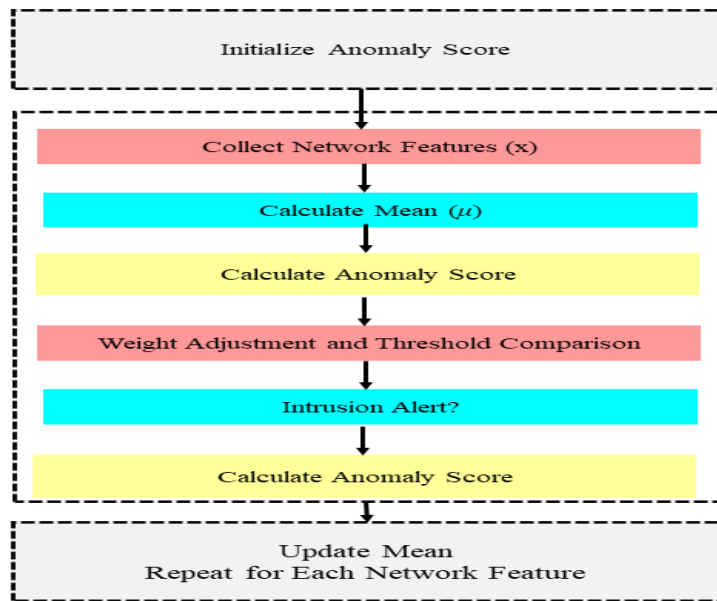 Initialize Anomaly Score
Collect Network Features (x)
Calculate Mean (μ)
Calculate Anomaly Score
Weight Adjustment and Threshold Comparison
Intrusion Alert?
Calculate Anomaly Score
Update Mean
Repeat for Each Network Feature